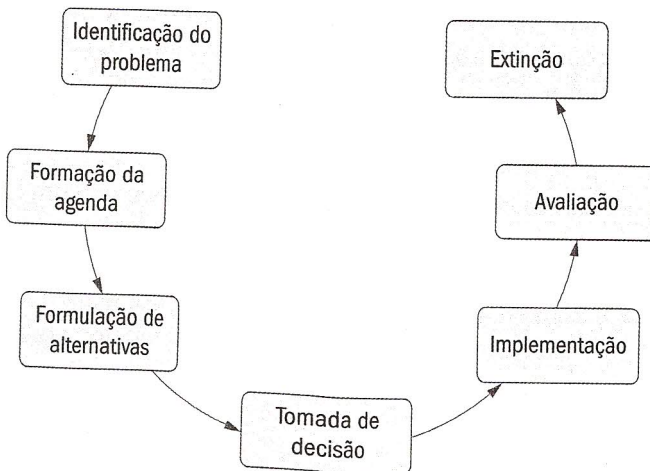 Identificação do
problema
Formação da
agenda
Formulação de
alternativas
Tomada de
decisão
Implementação
Avaliação
Extinção